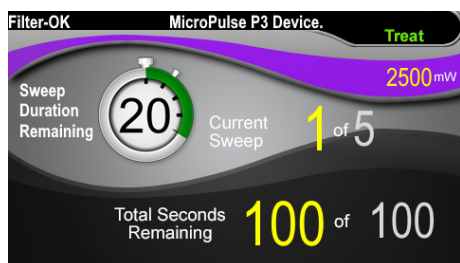 Filter-OK MicroPulse P3 Device.
Treat
2500mW
Sweep
Duration
Remaining
20
Current
Sweep
1 of 5
Total Seconds
Remaining
100 of 100